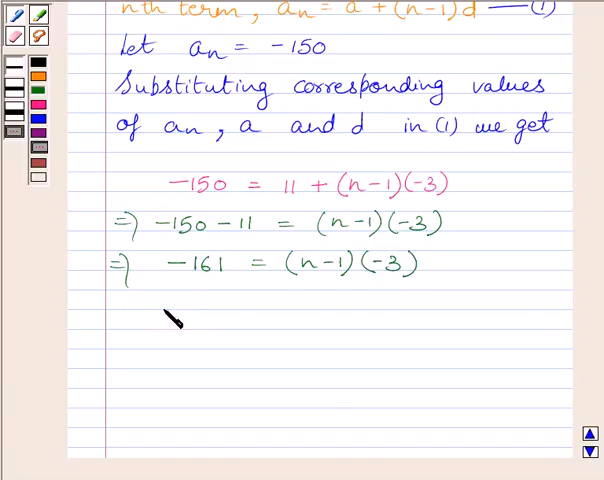 nth term, an = a + (n-1)d —(1)
Let an = -150
Substituting corresponding values
of an, a and d in (1) we get
-150 = 11 + (n-1)(-3)
=> -150 - 11 = (n-1)(-3)
=> -161 = (n-1)(-3)